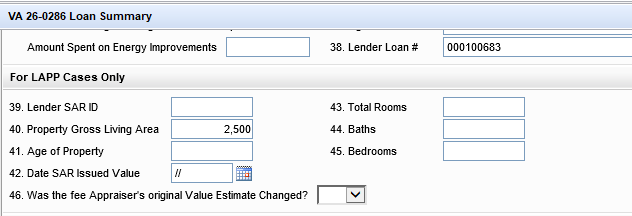 VA 26-0286 Loan Summary
Amount Spent on Energy Improvements 38. Lender Loan # 000100683
For LAPP Cases Only
39. Lender SAR ID 43. Total Rooms
40. Property Gross Living Area 2,500 44. Baths
41. Age of Property 45. Bedrooms
42. Date SAR Issued Value //
46. Was the fee Appraiser's original Value Estimate Changed?